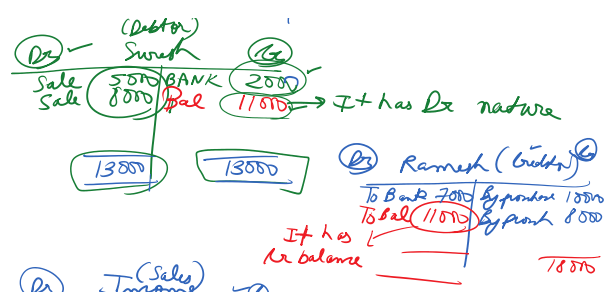 (Debtor)
Dr Suresh Cr
Sale 5000 BANK 2000
Sale 8000 Bal 11000 → It has Dr nature
13000 13000
Dr Ramesh (Creditor) Cr
To Bank 7000 By purchase 10000
To Bal 11000 By purch 8000
It has
Cr balance
18000
(Sales)
Dr Income